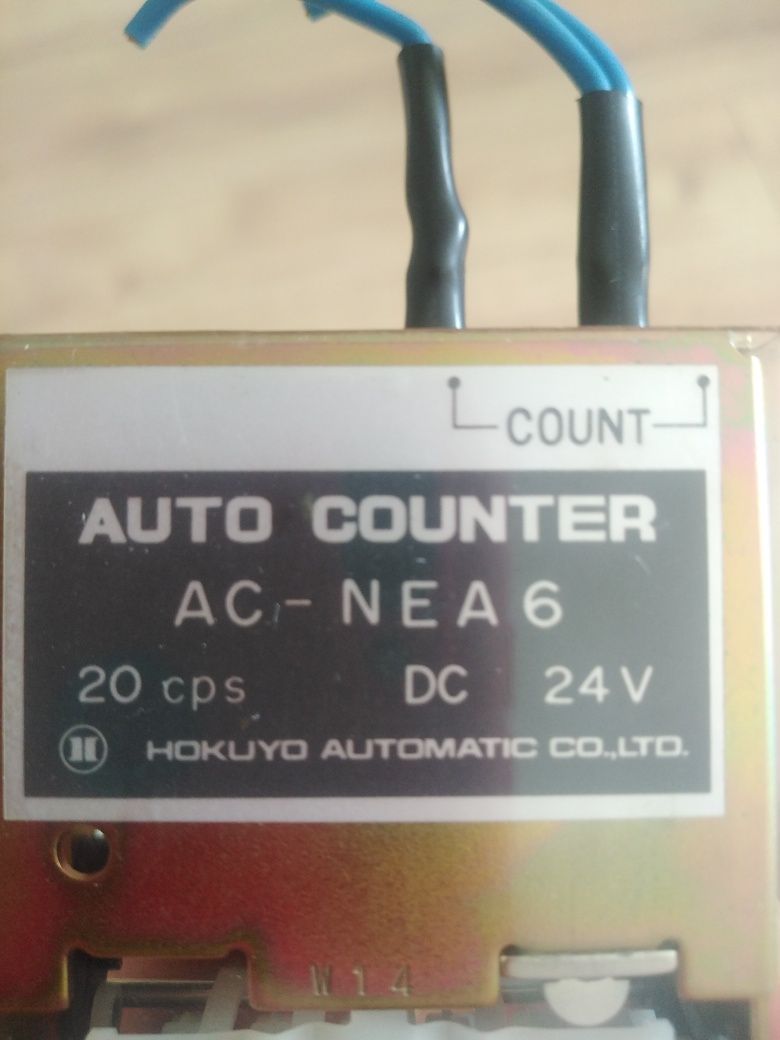 COUNT
AUTO COUNTER
AC-NEA6
20 cps DC 24V
HOKUYO AUTOMATIC CO.,LTD.
W14